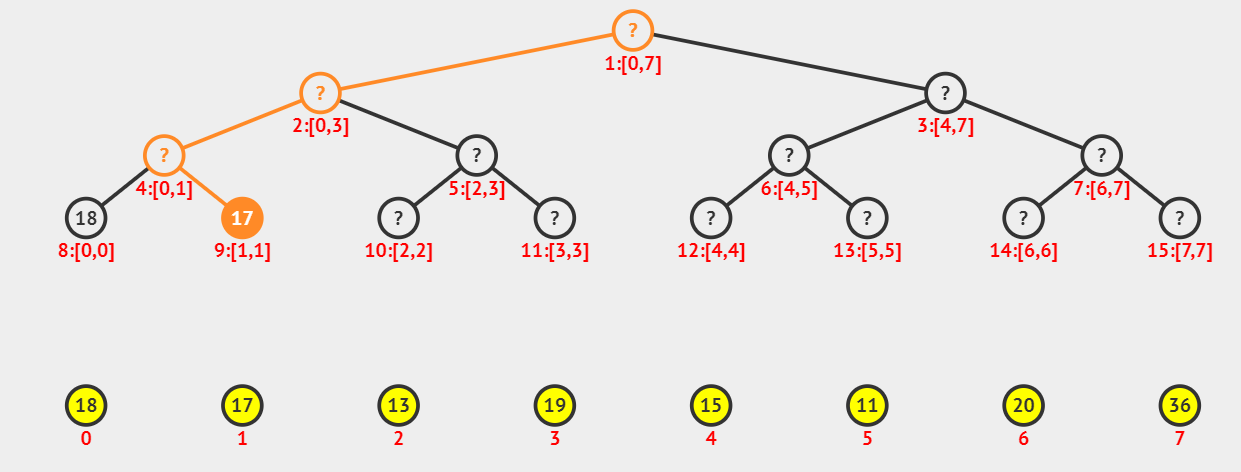 ?
1:[0,7]
? ?
2:[0,3] 3:[4,7]
? ? ? ?
4:[0,1] 5:[2,3] 6:[4,5] 7:[6,7]
18 17 ? ? ? ? ? ?
8:[0,0] 9:[1,1] 10:[2,2] 11:[3,3] 12:[4,4] 13:[5,5] 14:[6,6] 15:[7,7]
18 17 13 19 15 11 20 36
0 1 2 3 4 5 6 7